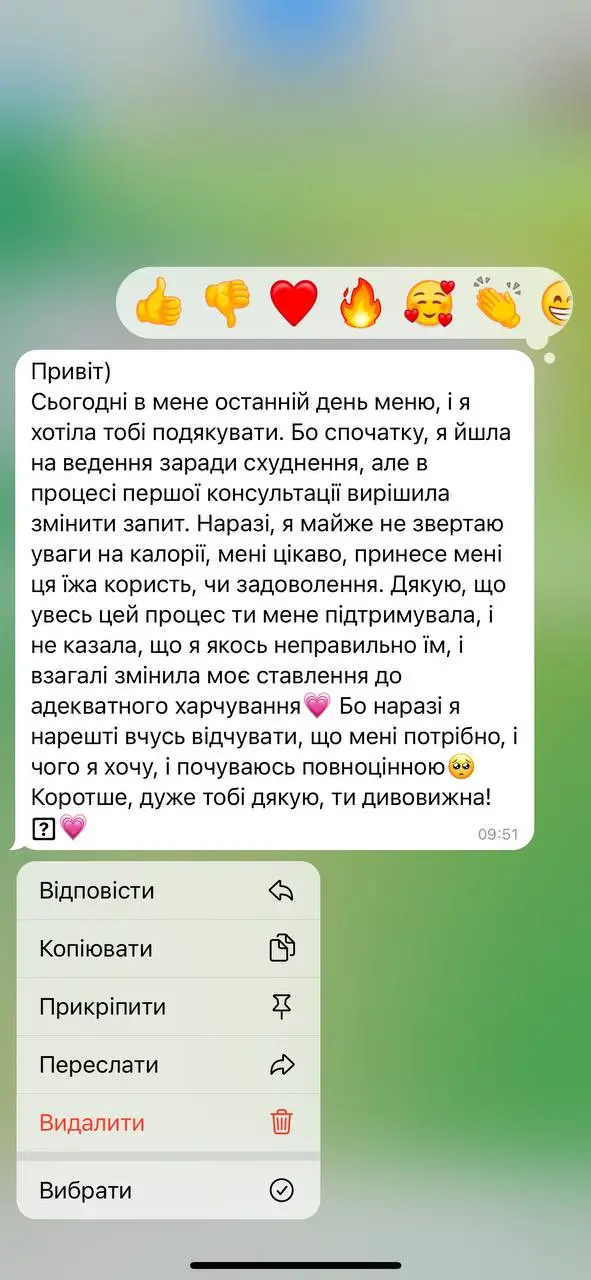 Привіт)
Сьогодні в мене останній день меню, і я
хотіла тобі подякувати. Бо спочатку, я йшла
на ведення заради схуднення, але в
процесі першої консультації вирішила
змінити запит. Наразі, я майже не звертаю
уваги на калорії, мені цікаво, принесе мені
ця їжа користь, чи задоволення. Дякую, що
увесь цей процес ти мене підтримувала, і
не казала, що я якось неправильно їм, і
взагалі змінила моє ставлення до
адекватного харчування💗 Бо наразі я
нарешті вчусь відчувати, що мені потрібно, і
чого я хочу, і почуваюсь повноцінною🥺
Коротше, дуже тобі дякую, ти дивовижна!
💗 09:51
Відповісти
Копіювати
Прикріпити
Переслати
Видалити
Вибрати